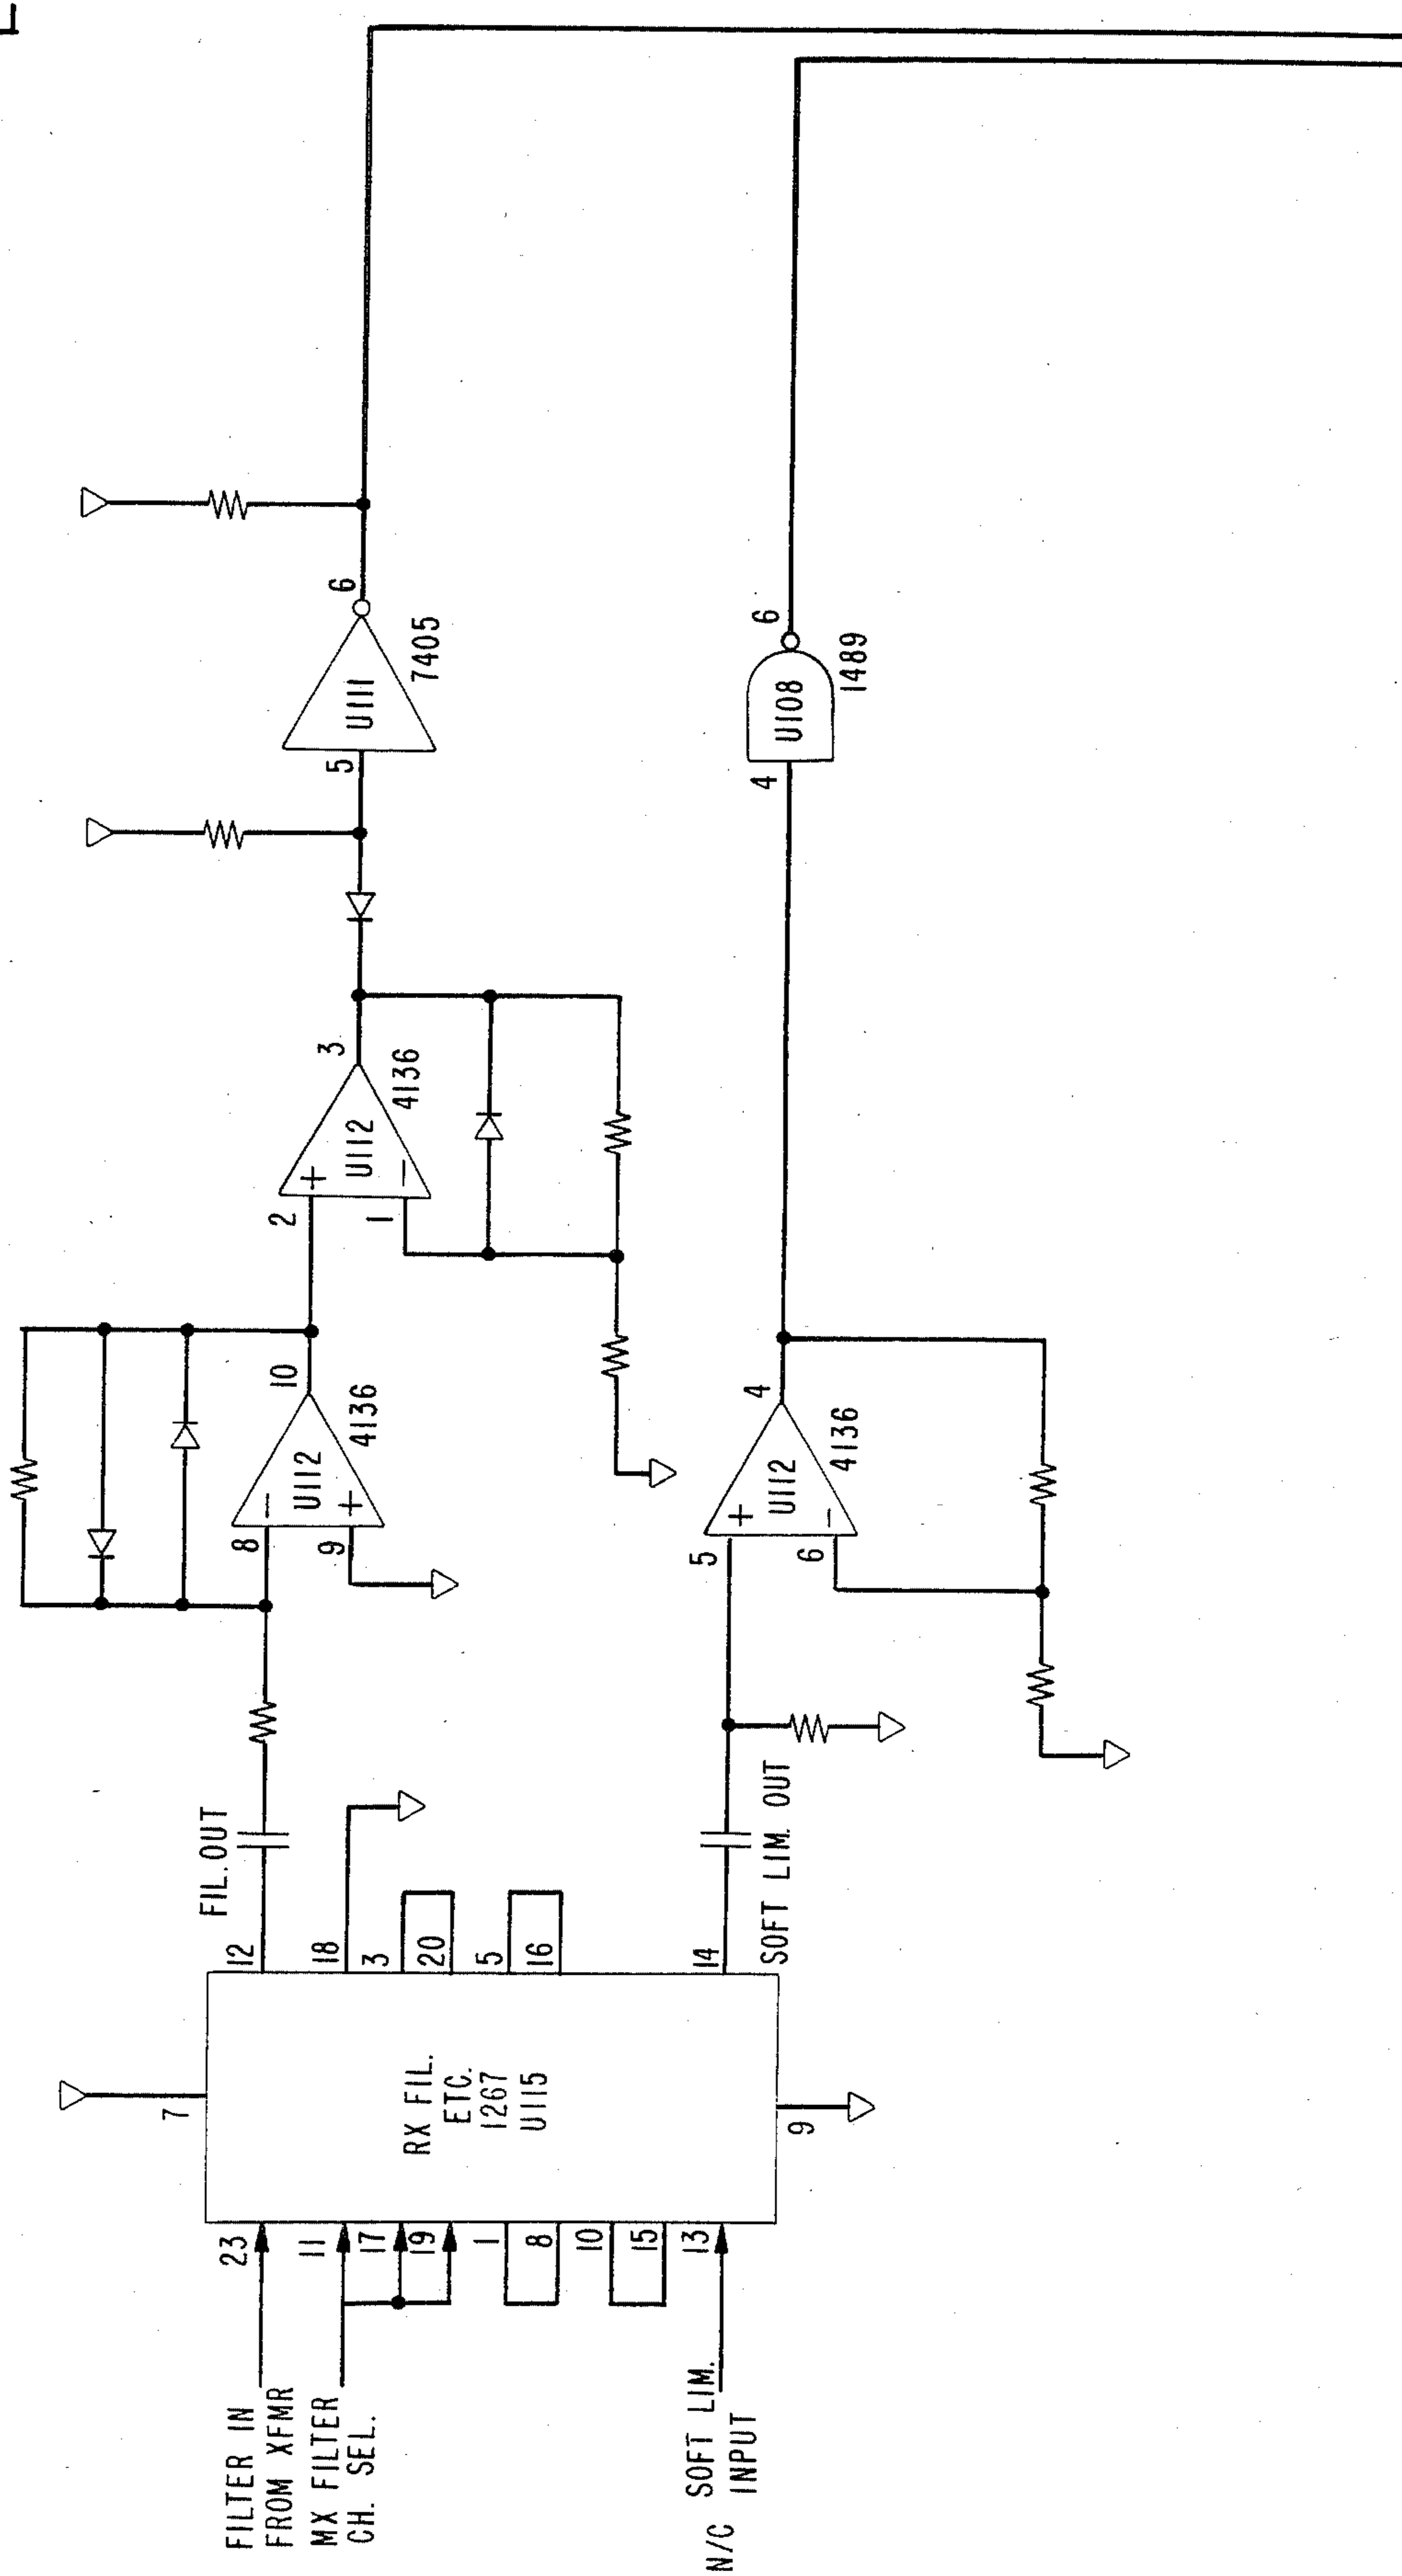 FILTER IN
FROM XFMR
MX FILTER
CH. SEL.
N/C SOFT LIM.
INPUT
23
11
17
19
1
8
10
15
13
7
RX FIL.
ETC.
1267
U115
9
12
18
3
20
5
16
14
FIL. OUT
SOFT LIM. OUT
8
9
-
+
U112
4136
10
2
1
+
-
U112
4136
3
5
U111
7405
6
5
6
+
-
U112
4136
4
4
U108
1489
6